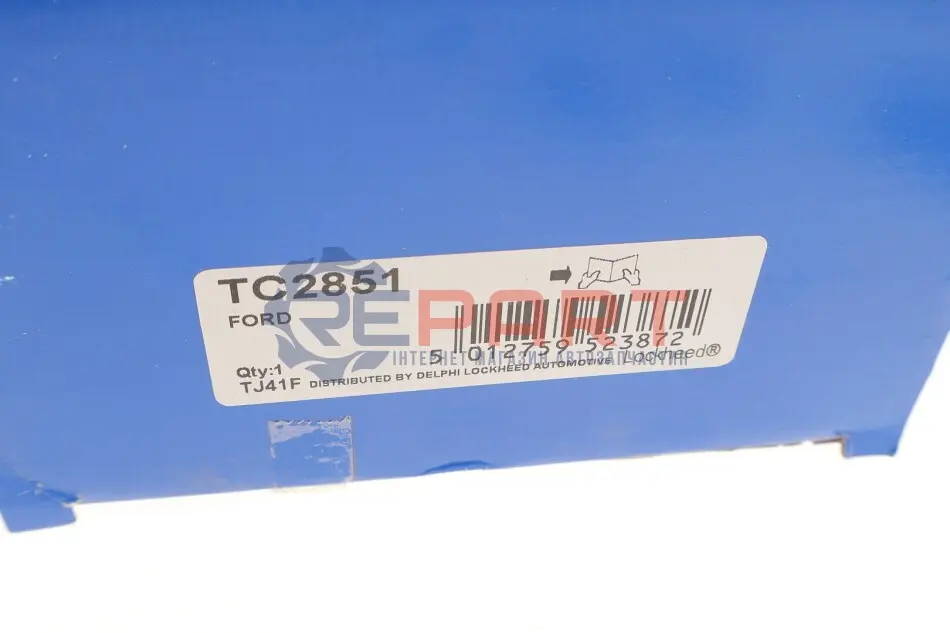 TC2851
FORD
REPART
ІНТЕРНЕТ МАГАЗИН АВТОЗАПЧАСТИН
5 012759 523872
Qty:1
TJ41F DISTRIBUTED BY DELPHI LOCKHEED AUTOMOTIVE Lockheed®